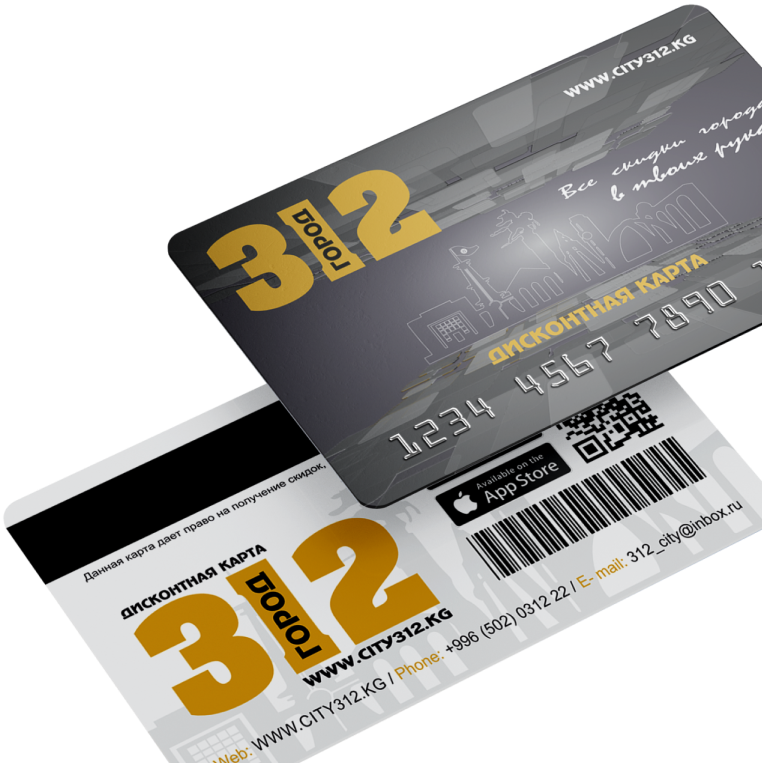 WWW.CITY312.KG
Все скидки города
в твоих
312
ГОРОД
ДИСКОНТНАЯ КАРТА
1234 4567 7890
Данная карта дает право на получение скидок,
Available on the
App Store
ДИСКОНТНАЯ КАРТА
312
ГОРОД
WWW.CITY312.KG
Web: WWW.CITY312.KG / Phone: +996 (502) 0312 22 / E- mail: 312_city@inbox.ru